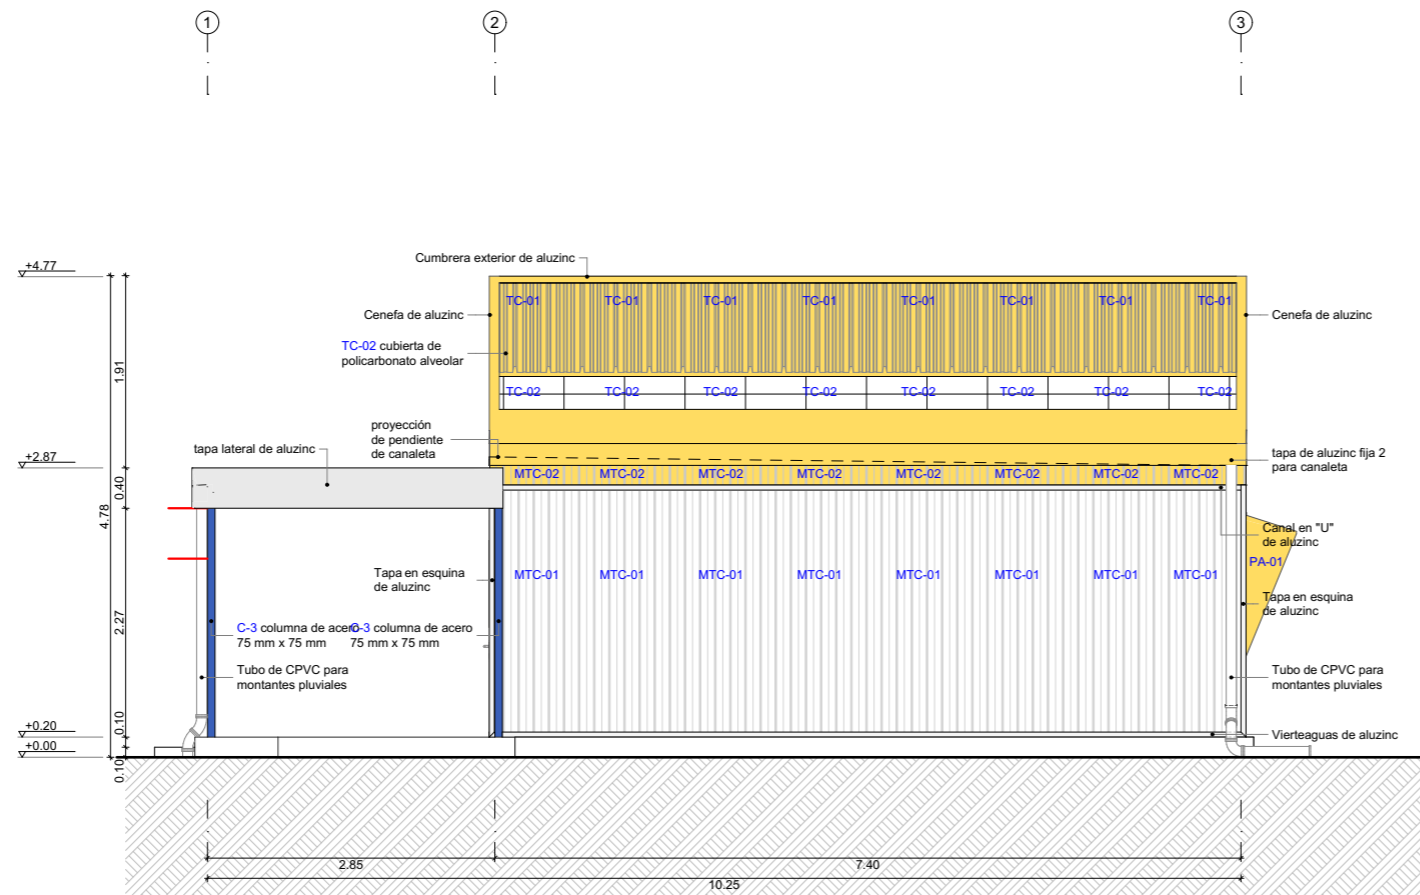 1
2
3
+4.77
Cumbrera exterior de aluzinc
TC-01 TC-01 TC-01 TC-01 TC-01 TC-01 TC-01 TC-01
Cenefa de aluzinc
Cenefa de aluzinc
TC-02 cubierta de
policarbonato alveolar
1.91
TC-02 TC-02 TC-02 TC-02 TC-02 TC-02 TC-02 TC-02
proyección
de pendiente
de canaleta
tapa lateral de aluzinc
+2.87
tapa de aluzinc fija 2
para canaleta
MTC-02 MTC-02 MTC-02 MTC-02 MTC-02 MTC-02 MTC-02 MTC-02
0.40
4.78
Canal en "U"
de aluzinc
PA-01
Tapa en esquina
de aluzinc
MTC-01 MTC-01 MTC-01 MTC-01 MTC-01 MTC-01 MTC-01 MTC-01
Tapa en esquina
de aluzinc
2.27
C-3 columna de acero
75 mm x 75 mm
C-3 columna de acero
75 mm x 75 mm
Tubo de CPVC para
montantes pluviales
Tubo de CPVC para
montantes pluviales
+0.20
0.10
Vierteaguas de aluzinc
+0.00
0.10
2.85
7.40
10.25